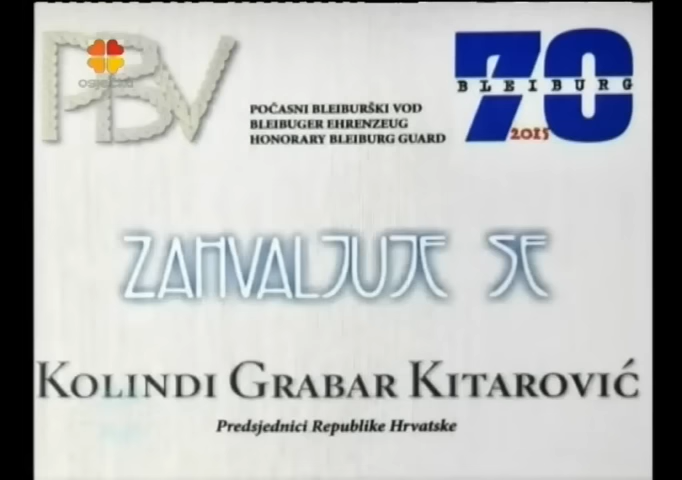 PBV
osječka
POČASNI BLEIBURŠKI VOD
BLEIBUGER EHRENZEUG
HONORARY BLEIBURG GUARD
70
BLEIBURG
2015
ZAHVALJUJE SE
KOLINDI GRABAR KITAROVIĆ
Predsjednici Republike Hrvatske